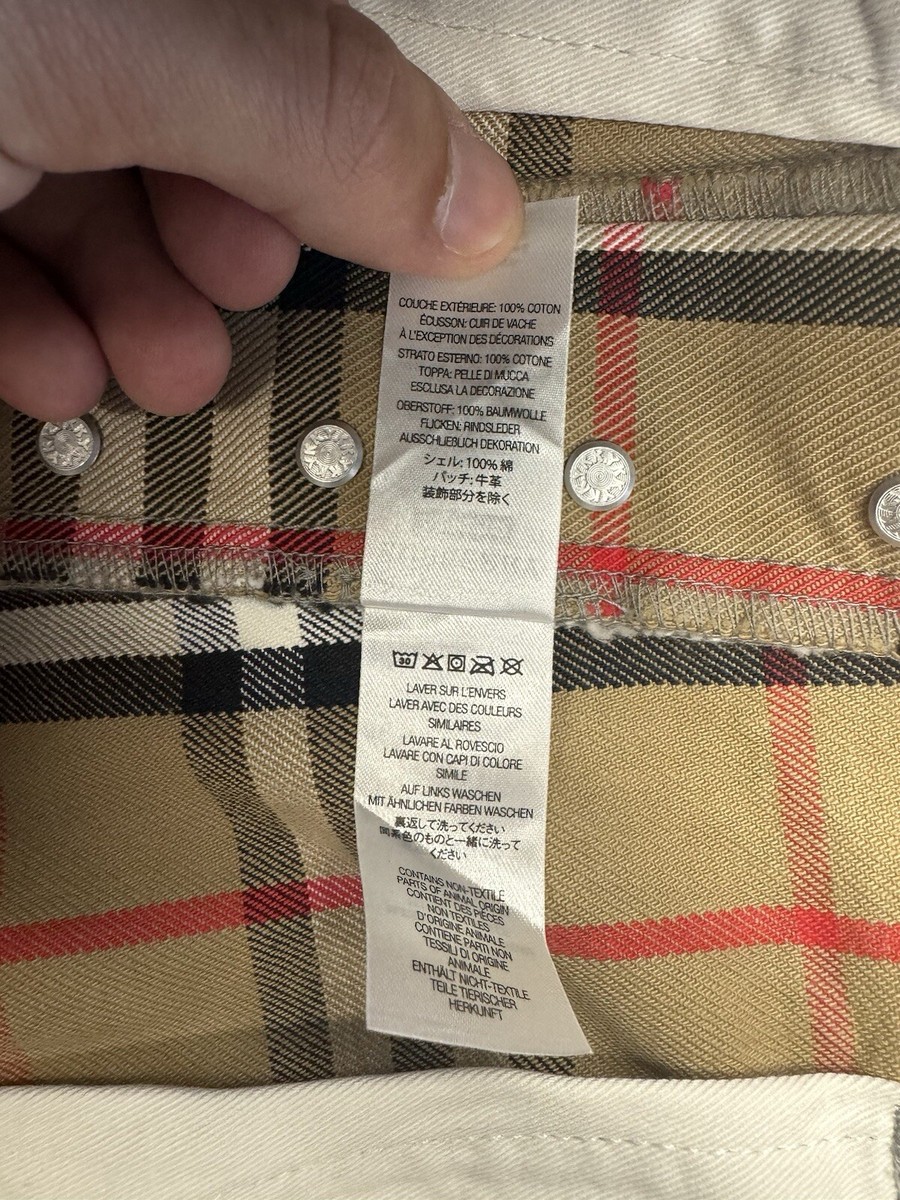 COUCHE EXTÉRIEURE: 100% COTON
ÉCUSSON: CUIR DE VACHE
À L'EXCEPTION DES DÉCORATIONS
STRATO ESTERNO: 100% COTONE
TOPPA: PELLE DI MUCCA
ESCLUSA LA DECORAZIONE
OBERSTOFF: 100% BAUMWOLLE
FLICKEN: RINDSLEDER
AUSSCHLIEßLICH DEKORATION
シェル: 100% 綿
パッチ: 牛革
装飾部分を除く
30
LAVER SUR L'ENVERS
LAVER AVEC DES COULEURS
SIMILAIRES
LAVARE AL ROVESCIO
LAVARE CON CAPI DI COLORE
SIMILE
AUF LINKS WASCHEN
MIT ÄHNLICHEN FARBEN WASCHEN
裏返して洗ってください
同素色のものと一緒に洗って
ください
CONTAINS NON-TEXTILE
PARTS OF ANIMAL ORIGIN
CONTIENT DES PIÈCES
NON TEXTILES
D'ORIGINE ANIMALE
CONTIENE PARTI NON
TESSILI DI ORIGINE
ANIMALE
ENTHÄLT NICHT-TEXTILE
TEILE TIERISCHER
HERKUNFT